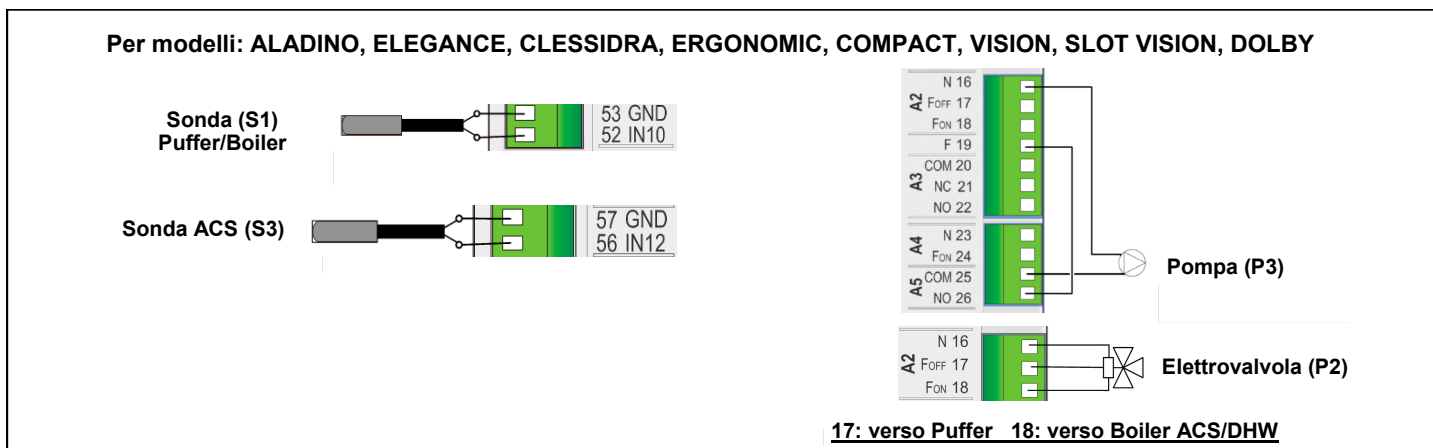 Per modelli: ALADINO, ELEGANCE, CLESSIDRA, ERGONOMIC, COMPACT, VISION, SLOT VISION, DOLBY
Sonda (S1)
Puffer/Boiler
53 GND
52 IN10
Sonda ACS (S3)
57 GND
56 IN12
A2
N 16
FOFF 17
FON 18
F 19
A3
COM 20
NC 21
NO 22
A4
N 23
FON 24
A5
COM 25
NO 26
Pompa (P3)
A2
N 16
FOFF 17
FON 18
Elettrovalvola (P2)
17: verso Puffer 18: verso Boiler ACS/DHW